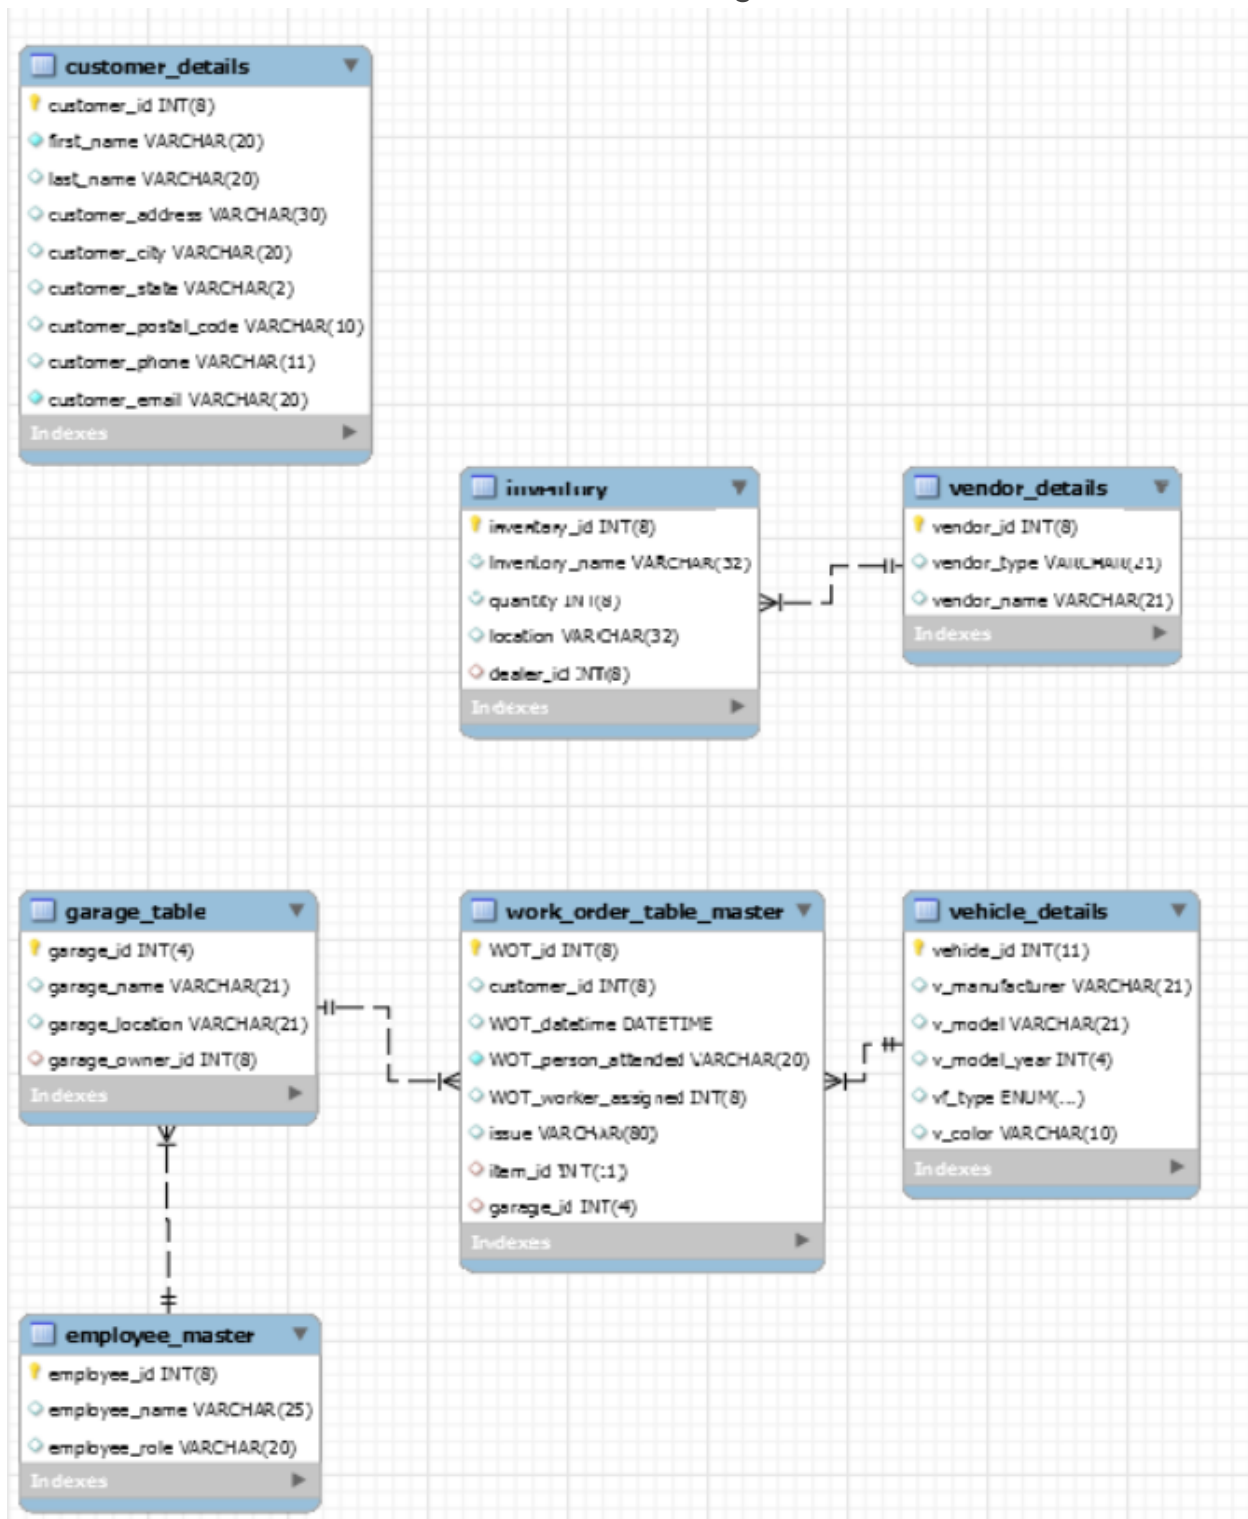 customer_details
customer_id INT(8)
first_name VARCHAR(20)
last_name VARCHAR(20)
customer_address VARCHAR(30)
customer_city VARCHAR(20)
customer_state VARCHAR(2)
customer_postal_code VARCHAR(10)
customer_phone VARCHAR(11)
customer_email VARCHAR(20)
Indexes
inventory
inventory_id INT(8)
Inventory_name VARCHAR(32)
quantity INT(8)
location VARCHAR(32)
dealer_id INT(8)
Indexes
vendor_details
vendor_id INT(8)
vendor_type VARCHAR(21)
vendor_name VARCHAR(21)
Indexes
garage_table
garage_id INT(4)
garage_name VARCHAR(21)
garage_location VARCHAR(21)
garage_owner_id INT(8)
Indexes
work_order_table_master
WOT_id INT(8)
customer_id INT(8)
WOT_datetime DATETIME
WOT_person_attended VARCHAR(20)
WOT_worker_assigned INT(8)
issue VARCHAR(80)
item_id INT(11)
garage_id INT(4)
Indexes
vehicle_details
vehicle_id INT(11)
v_manufacturer VARCHAR(21)
v_model VARCHAR(21)
v_model_year INT(4)
vf_type ENUM(...)
v_color VARCHAR(10)
Indexes
employee_master
employee_id INT(8)
employee_name VARCHAR(25)
employee_role VARCHAR(20)
Indexes